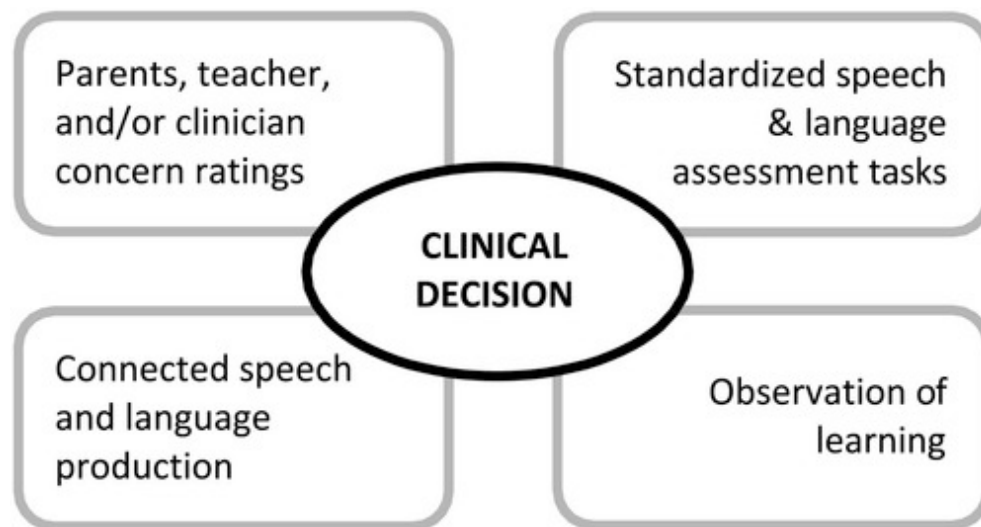 Parents, teacher,
and/or clinician
concern ratings
Standardized speech
& language
assessment tasks
CLINICAL
DECISION
Connected speech
and language
production
Observation of
learning